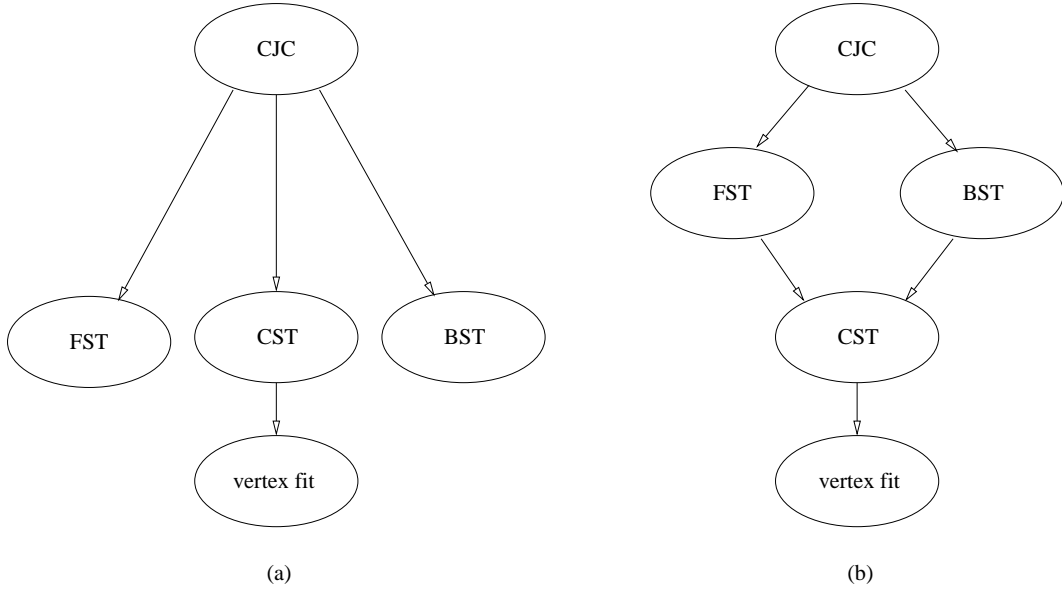 CJC
FST
CST
BST
vertex fit
(a)
CJC
FST
BST
CST
vertex fit
(b)